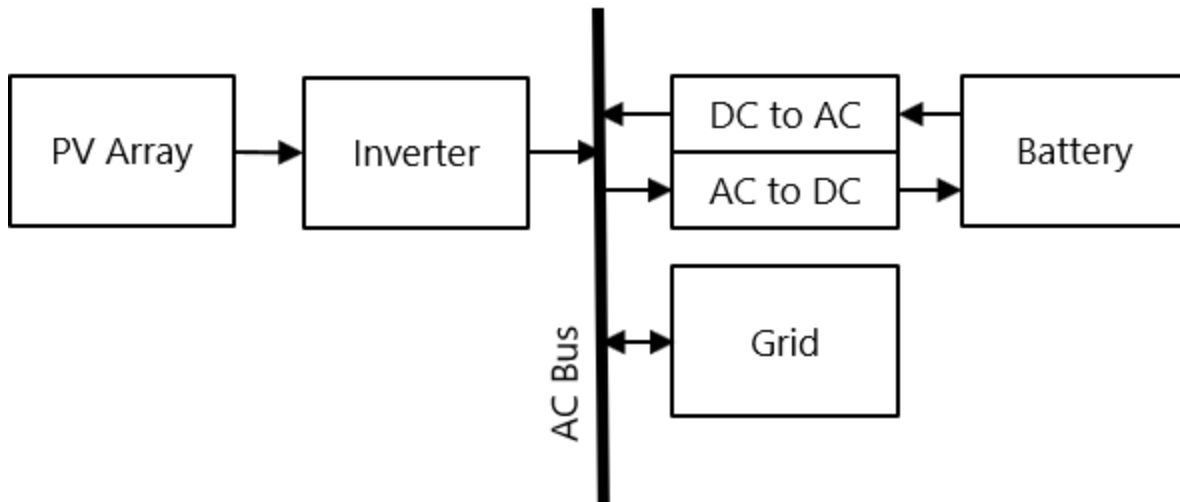 PV Array
Inverter
DC to AC
AC to DC
Battery
Grid
AC Bus